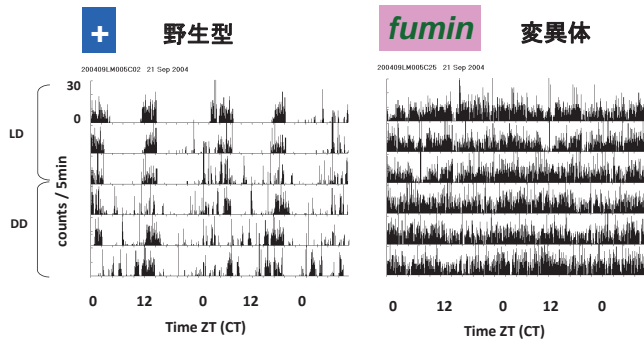 + 野生型
fumin 変異体
200409LM005C02 21 Sep 2004
200409LM005C25 21 Sep 2004
30
0
LD
DD
counts / 5min
0 12 0 12 0
0 12 0 12 0
Time ZT (CT)
Time ZT (CT)